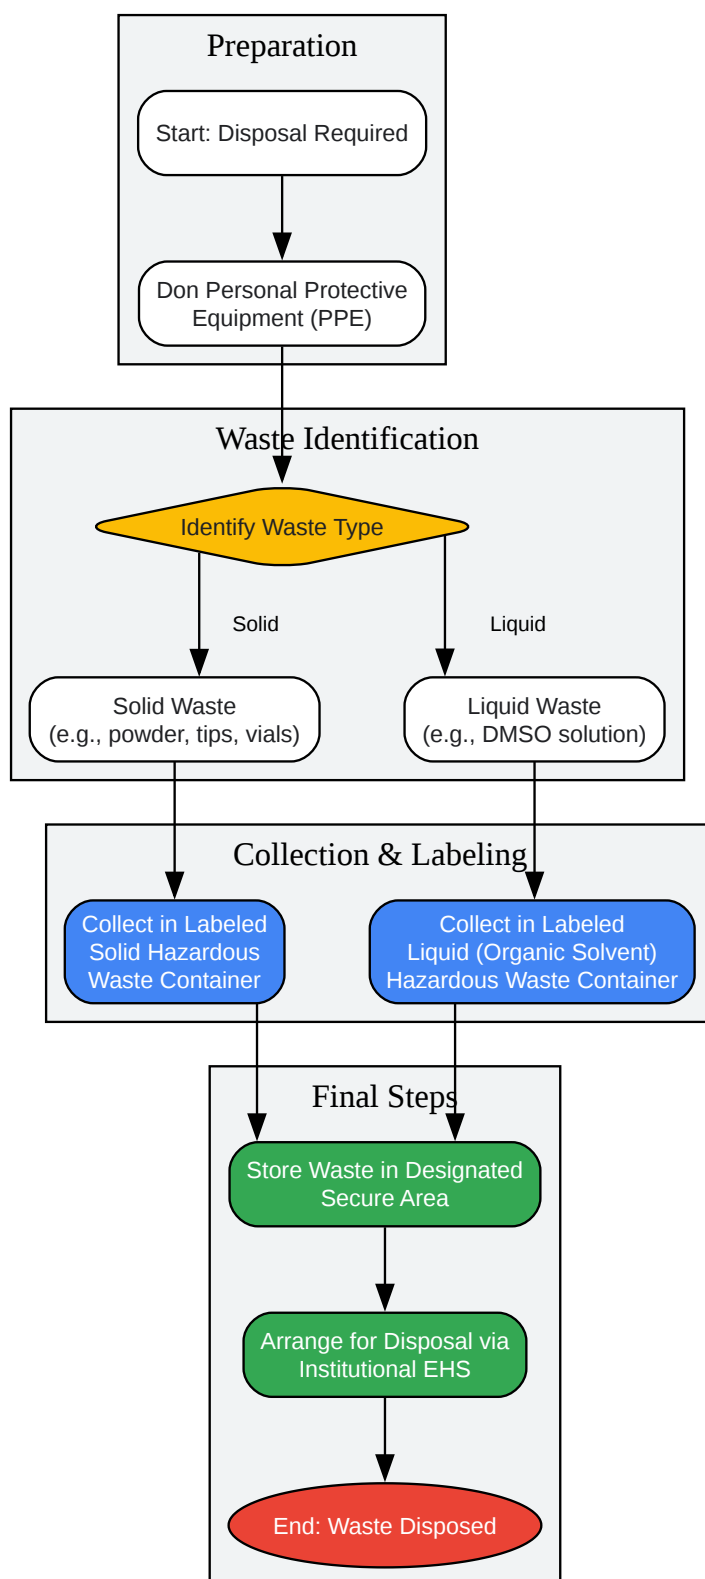 Preparation
Start: Disposal Required
Don Personal Protective
Equipment (PPE)
Waste Identification
Identify Waste Type
Solid
Liquid
Solid Waste
(e.g., powder, tips, vials)
Liquid Waste
(e.g., DMSO solution)
Collection & Labeling
Collect in Labeled
Solid Hazardous
Waste Container
Collect in Labeled
Liquid (Organic Solvent)
Hazardous Waste Container
Final Steps
Store Waste in Designated
Secure Area
Arrange for Disposal via
Institutional EHS
End: Waste Disposed